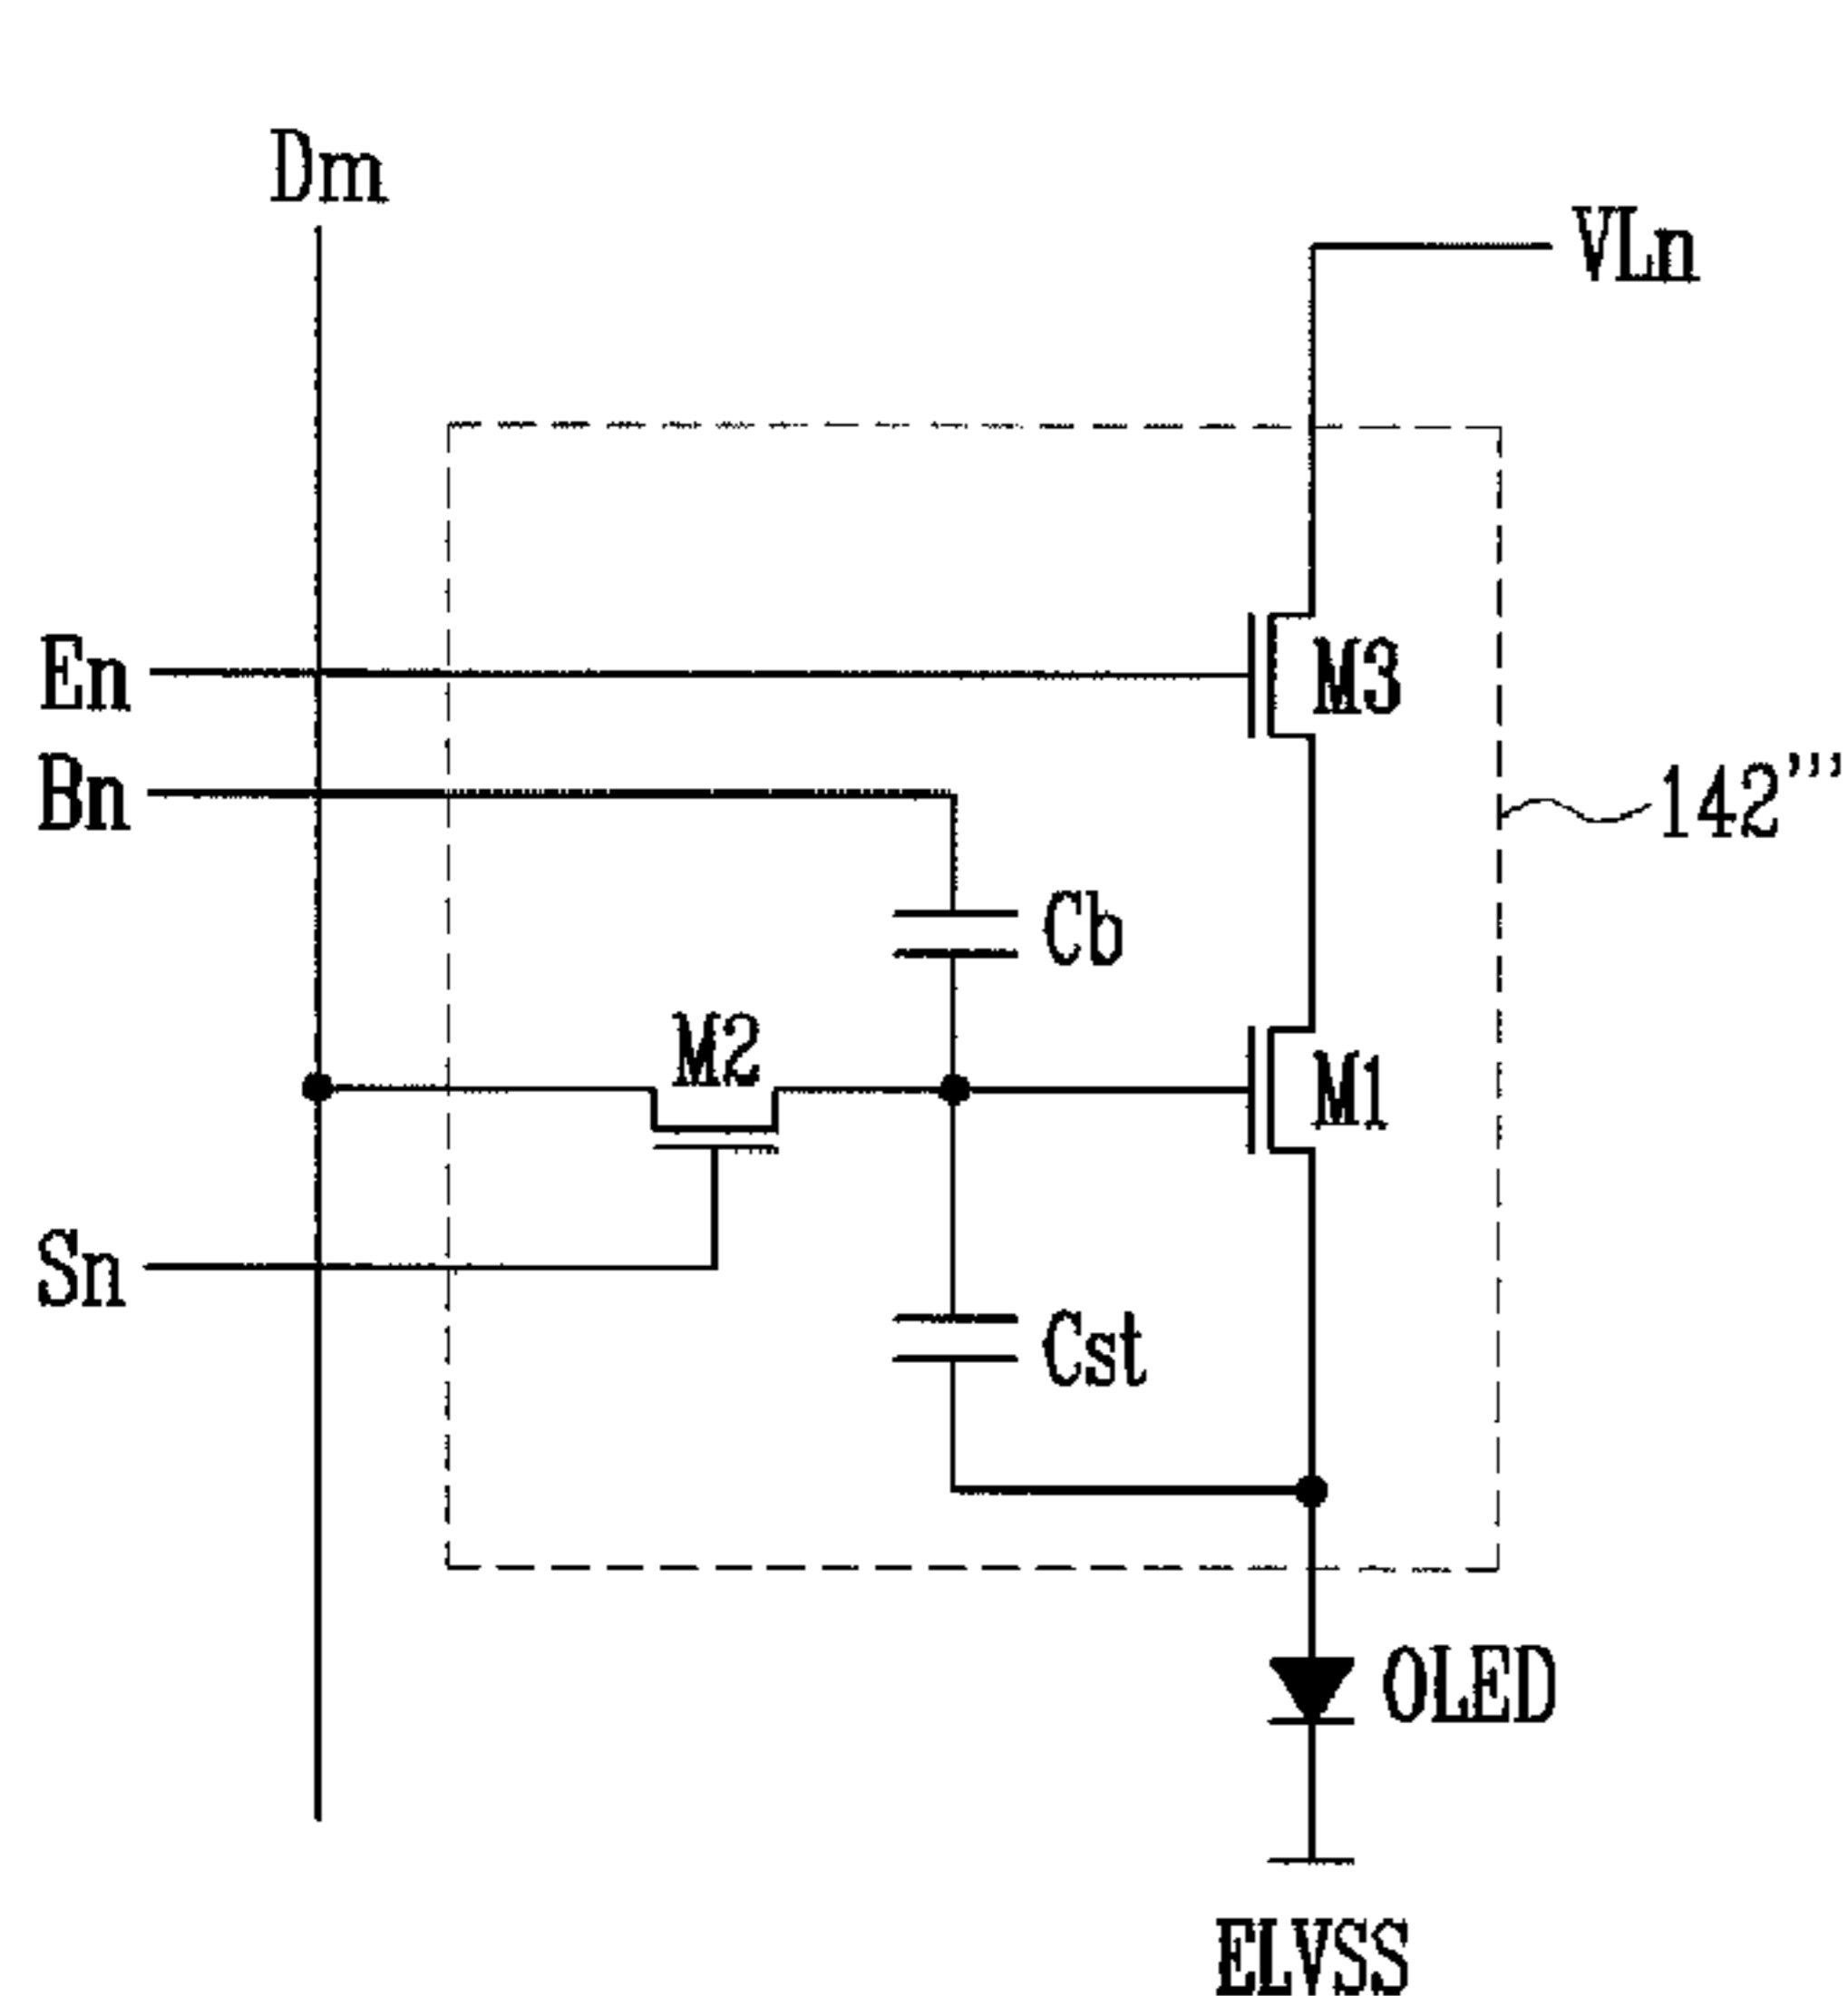 Dm
VLn
En
M3
Bn
142"'
Cb
M2
M1
Sn
Cst
OLED
ELVSS